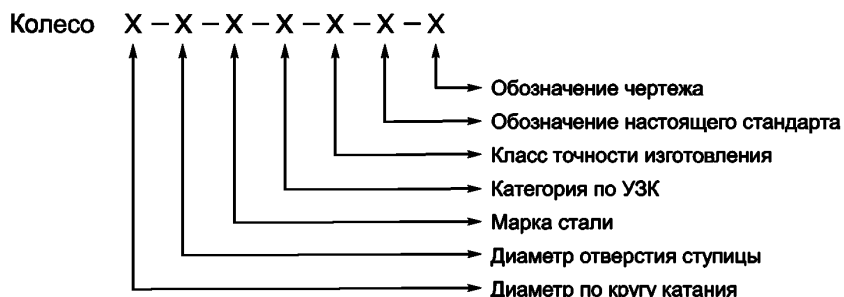 Колесо X – X – X – X – X – X – X
Обозначение чертежа
Обозначение настоящего стандарта
Класс точности изготовления
Категория по УЗК
Марка стали
Диаметр отверстия ступицы
Диаметр по кругу катания